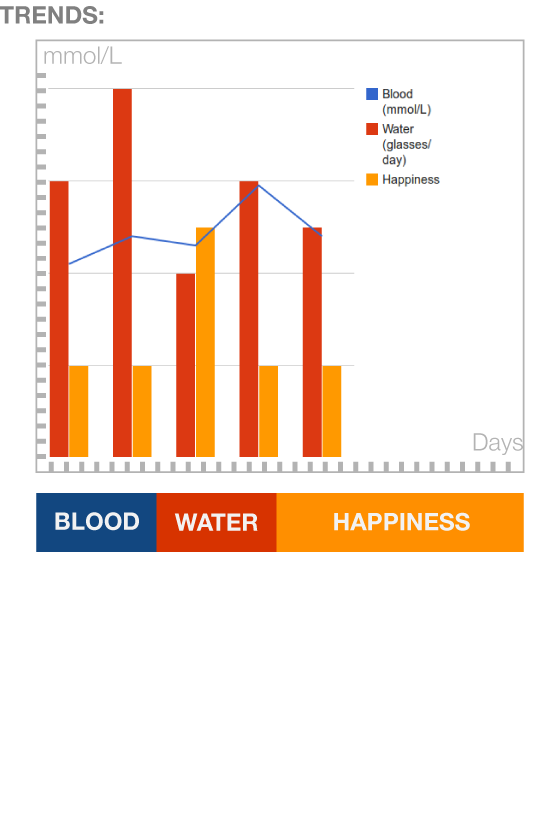 TRENDS:
mmol/L
Blood
(mmol/L)
Water
(glasses/
day)
Happiness
Days
BLOOD
WATER
HAPPINESS